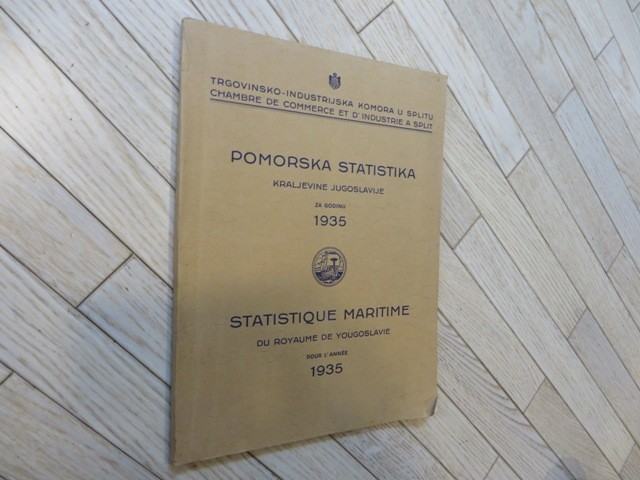 TRGOVINSKO-INDUSTRIJSKA KOMORA U SPLITU
CHAMBRE DE COMMERCE ET D'INDUSTRIE A SPLIT
POMORSKA STATISTIKA
KRALJEVINE JUGOSLAVIJE
ZA GODINU
1935
STATISTIQUE MARITIME
DU ROYAUME DE YOUGOSLAVIE
POUR L'ANNÉE
1935